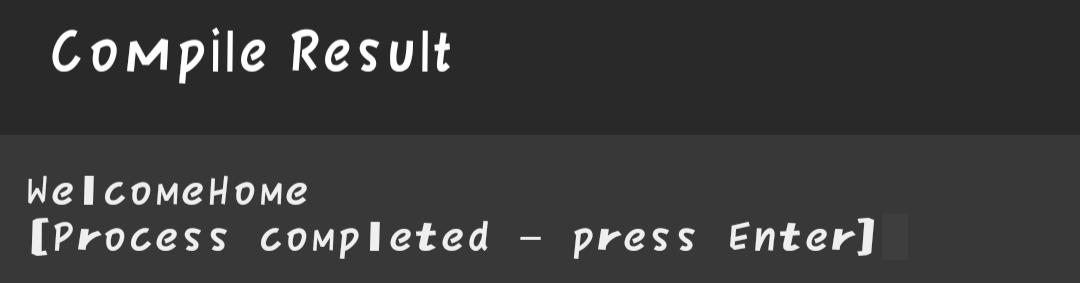 Compile Result
WelcomeHome
[Process completed - press Enter]